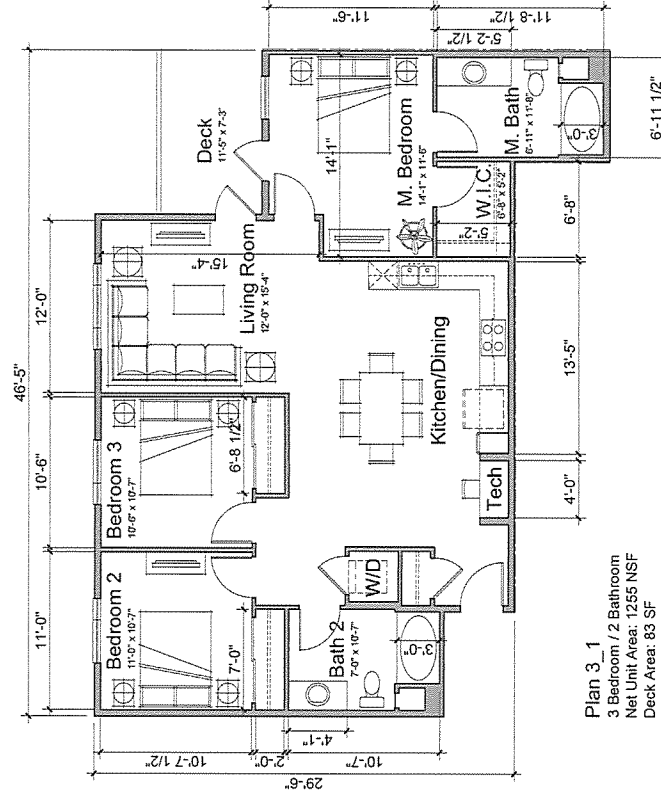 46'-5"
11'-0"
10'-6"
12'-0"
11'-6"
11'-8 1/2"
5'-2 1/2"
Deck
11'-5" x 7'-3"
Bedroom 2
11'-0" x 10'-7"
Bedroom 3
10'-6" x 10'-7"
Living Room
12'-0" x 15'-4"
15'-4"
14'-1"
M. Bedroom
14'-1" x 11'-6"
M. Bath
6'-11" x 11'-8"
3'-0"
6'-11 1/2"
W.I.C.
6'-8" x 5'-2"
5'-2"
6'-8"
7'-0"
6'-8 1/2"
Kitchen/Dining
13'-5"
Tech
4'-0"
W/D
Bath 2
7'-0" x 10'-7"
3'-0"
4'-1"
10'-7 1/2"
2'-0"
10'-7"
29'-6"
Plan 3_1
3 Bedroom / 2 Bathroom
Net Unit Area: 1255 NSF
Deck Area: 83 SF